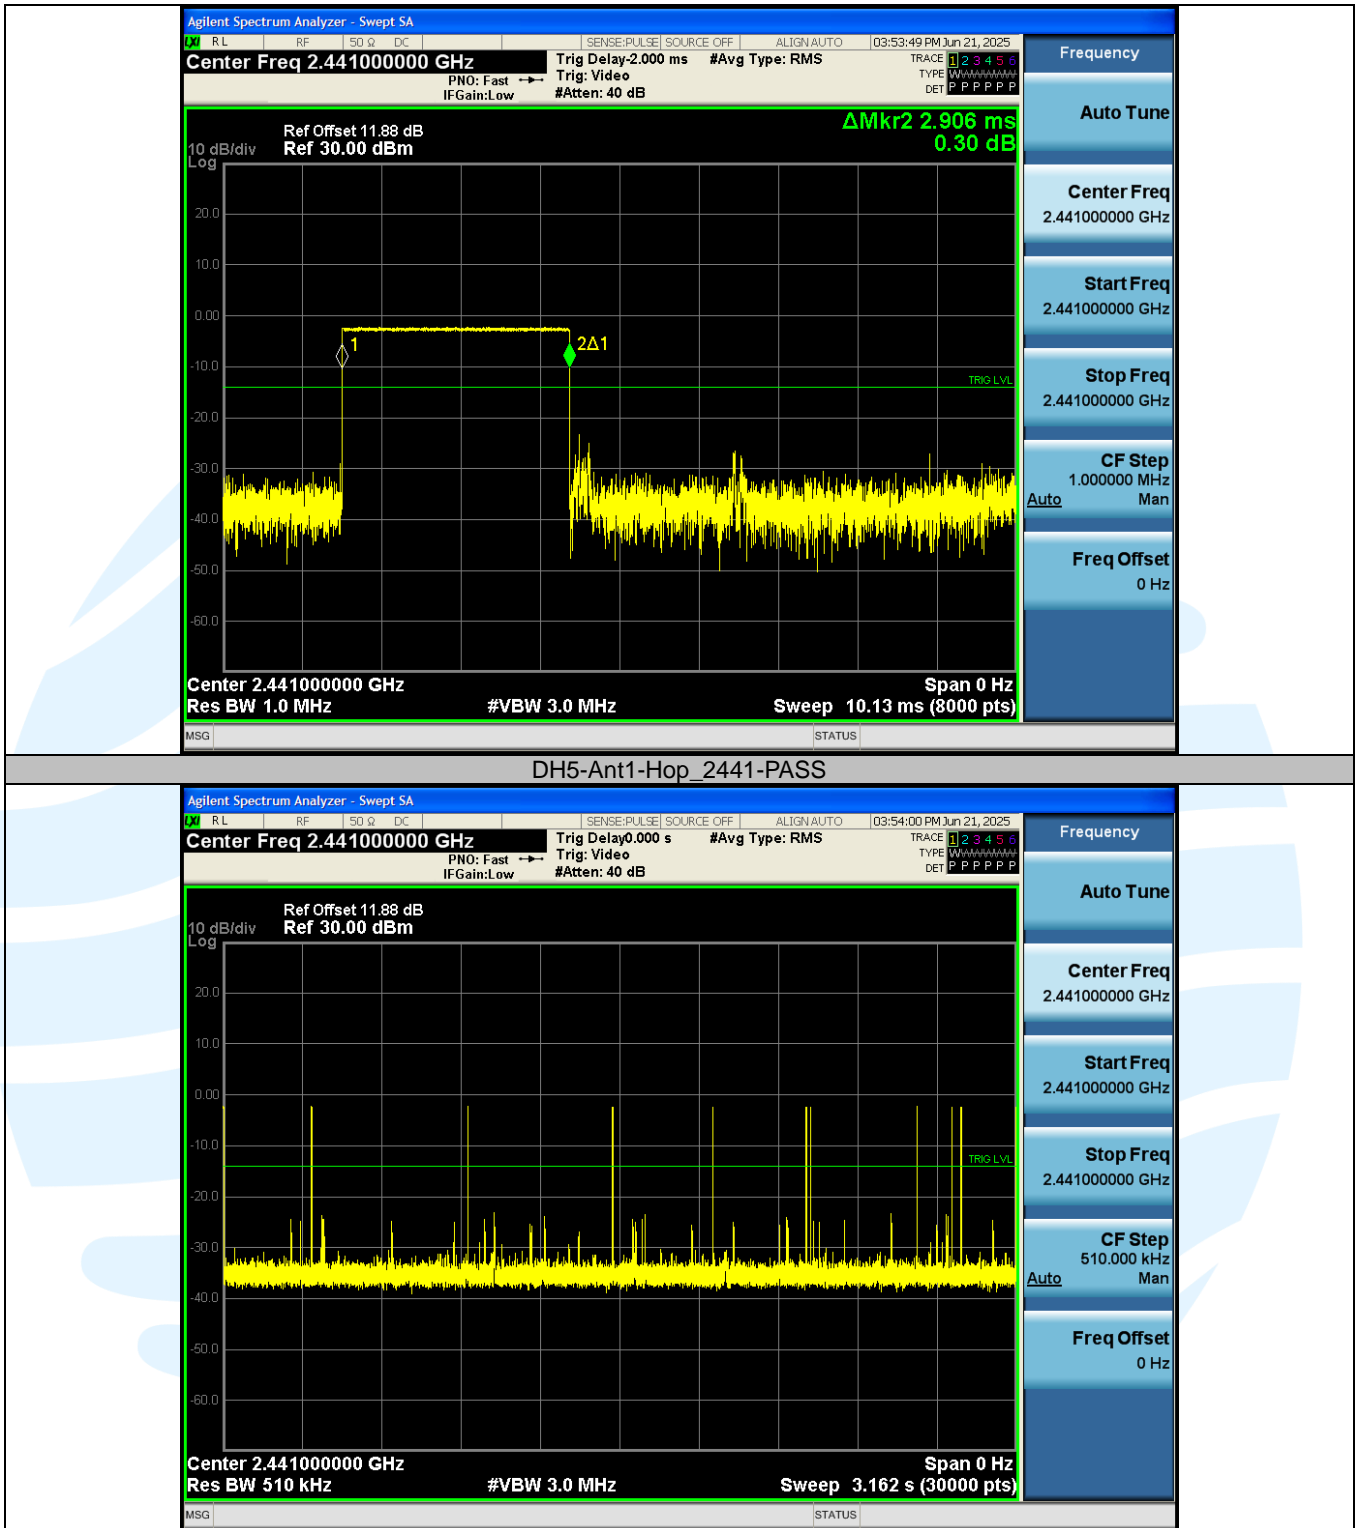 Agilent Spectrum Analyzer - Swept SA
LXI RL RF 50 Ω DC SENSE:PULSE SOURCE OFF ALIGN AUTO 03:53:49 PM Jun 21, 2025
Center Freq 2.441000000 GHz
Trig Delay-2.000 ms #Avg Type: RMS
TRACE 1 2 3 4 5 6
PNO: Fast
Trig: Video
TYPE WWWWWW
IFGain:Low
#Atten: 40 dB
DET P P P P P P
ΔMkr2 2.906 ms
0.30 dB
Ref Offset 11.88 dB
10 dB/div Ref 30.00 dBm
Log
20.0
10.0
0.00
1
2Δ1
-10.0
TRIG LVL
-20.0
-30.0
-40.0
-50.0
-60.0
Center 2.441000000 GHz Span 0 Hz
Res BW 1.0 MHz #VBW 3.0 MHz Sweep 10.13 ms (8000 pts)
MSG STATUS
Frequency
Auto Tune
Center Freq
2.441000000 GHz
Start Freq
2.441000000 GHz
Stop Freq
2.441000000 GHz
CF Step
1.000000 MHz
Auto Man
Freq Offset
0 Hz
DH5-Ant1-Hop_2441-PASS
Agilent Spectrum Analyzer - Swept SA
LXI RL RF 50 Ω DC SENSE:PULSE SOURCE OFF ALIGN AUTO 03:54:00 PM Jun 21, 2025
Center Freq 2.441000000 GHz
Trig Delay0.000 s #Avg Type: RMS
TRACE 1 2 3 4 5 6
PNO: Fast
Trig: Video
TYPE WWWWWW
IFGain:Low
#Atten: 40 dB
DET P P P P P P
Ref Offset 11.88 dB
10 dB/div Ref 30.00 dBm
Log
20.0
10.0
0.00
-10.0
TRIG LVL
-20.0
-30.0
-40.0
-50.0
-60.0
Center 2.441000000 GHz Span 0 Hz
Res BW 510 kHz #VBW 3.0 MHz Sweep 3.162 s (30000 pts)
MSG STATUS
Frequency
Auto Tune
Center Freq
2.441000000 GHz
Start Freq
2.441000000 GHz
Stop Freq
2.441000000 GHz
CF Step
510.000 kHz
Auto Man
Freq Offset
0 Hz